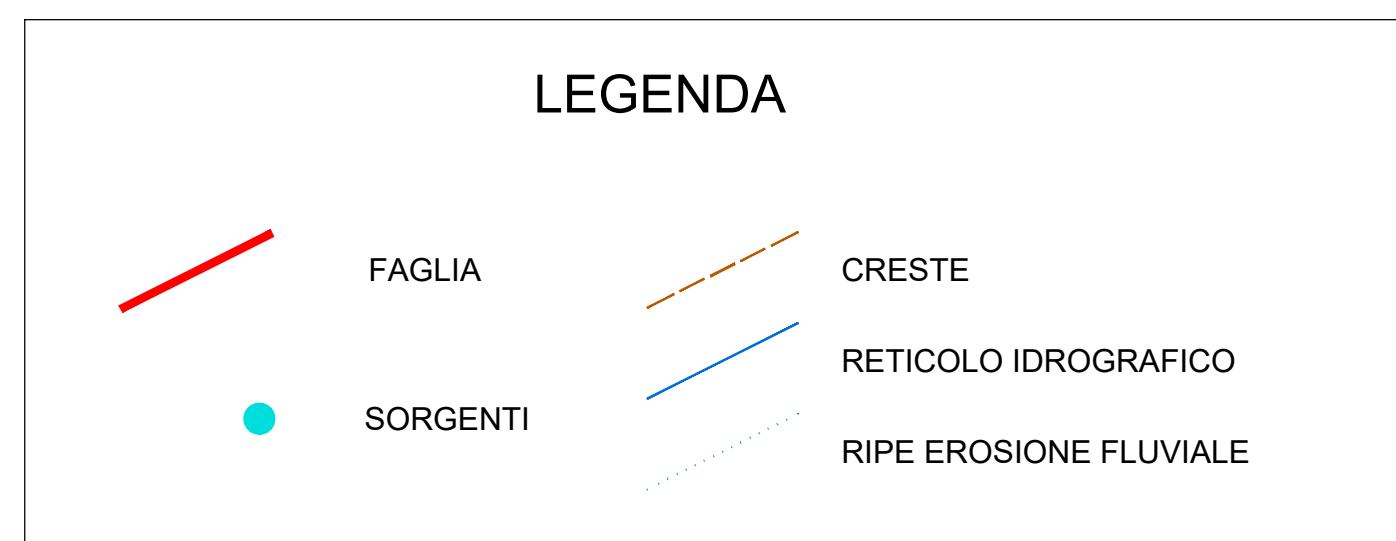 LEGENDA
FAGLIA
CRESTE
RETICOLO IDROGRAFICO
SORGENTI
RIPE EROSIONE FLUVIALE